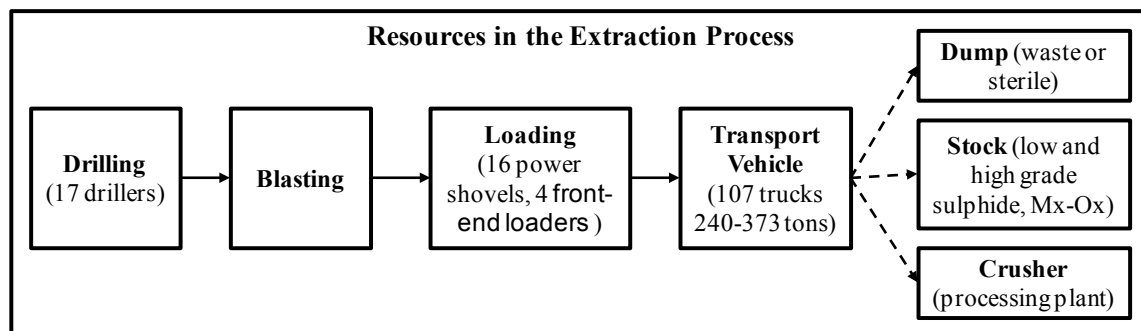 Resources in the Extraction Process
Drilling
(17 drillers)
Blasting
Loading
(16 power
shovels, 4 front-
end loaders )
Transport
Vehicle
(107 trucks
240-373 tons)
Dump (waste or
sterile)
Stock (low and
high grade
sulphide, Mx-Ox)
Crusher
(processing plant)